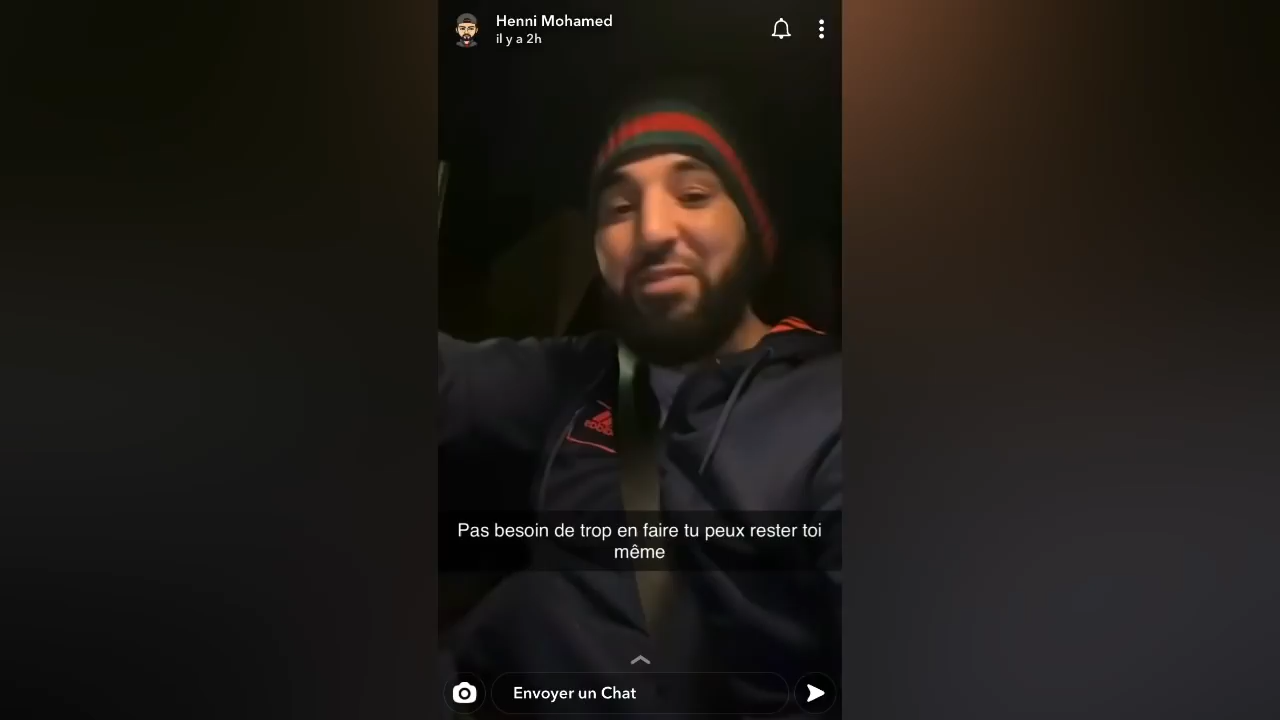 Henni Mohamed
il y a 2h
Pas besoin de trop en faire tu peux rester toi
même
Envoyer un Chat